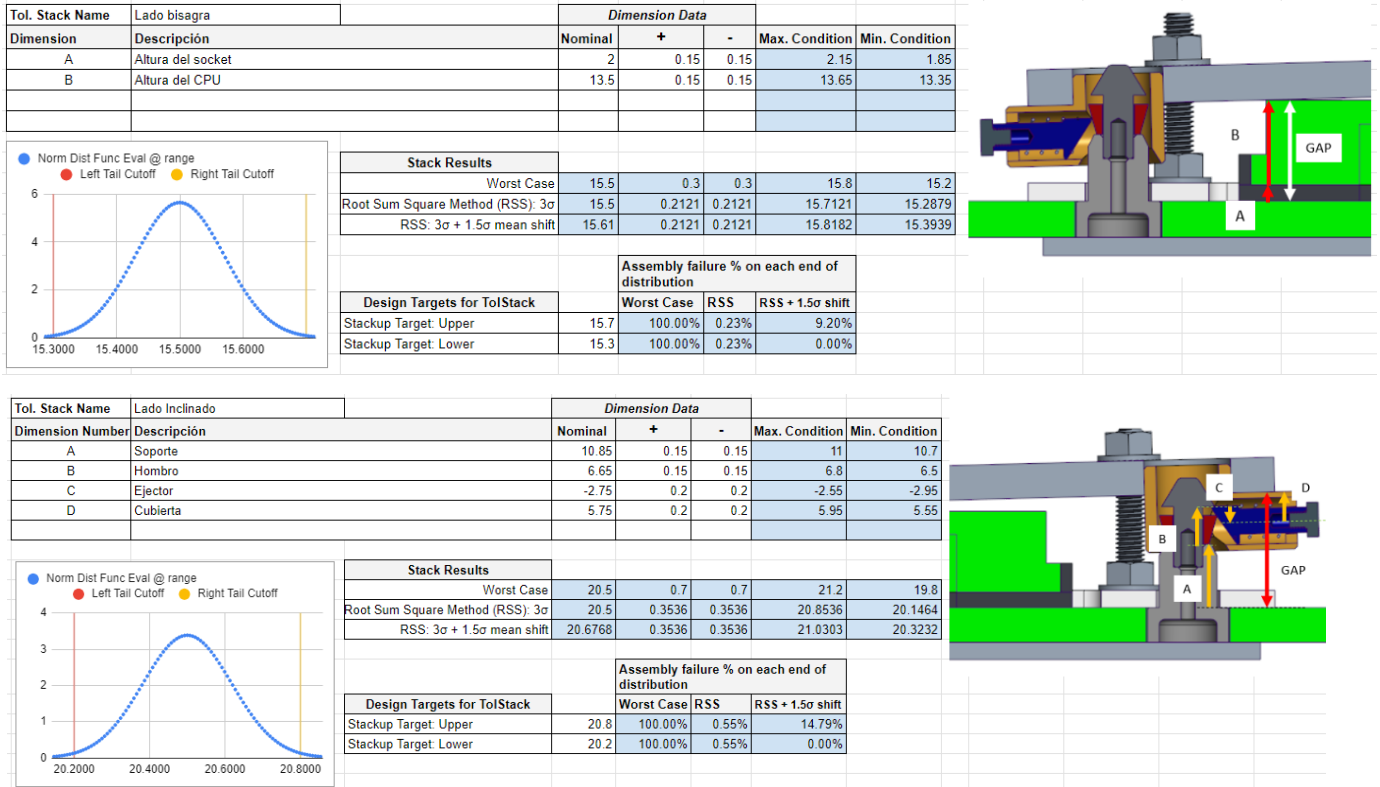 Tol. Stack Name Lado bisagra Dimension Data
Dimension Descripción Nominal + - Max. Condition Min. Condition
A Altura del socket 2 0.15 0.15 2.15 1.85
B Altura del CPU 13.5 0.15 0.15 13.65 13.35
B
GAP
A
Norm Dist Func Eval @ range
Left Tail Cutoff Right Tail Cutoff
6
4
2
0
15.3000 15.4000 15.5000 15.6000
Stack Results
Worst Case 15.5 0.3 0.3 15.8 15.2
Root Sum Square Method (RSS): 3σ 15.5 0.2121 0.2121 15.7121 15.2879
RSS: 3σ + 1.5σ mean shift 15.61 0.2121 0.2121 15.8182 15.3939
Assembly failure % on each end of
distribution
Design Targets for TolStack Worst Case RSS RSS + 1.5σ shift
Stackup Target: Upper 15.7 100.00% 0.23% 9.20%
Stackup Target: Lower 15.3 100.00% 0.23% 0.00%
Tol. Stack Name Lado Inclinado Dimension Data
Dimension Number Descripción Nominal + - Max. Condition Min. Condition
A Soporte 10.85 0.15 0.15 11 10.7
B Hombro 6.65 0.15 0.15 6.8 6.5
C Ejector -2.75 0.2 0.2 -2.55 -2.95
D Cubierta 5.75 0.2 0.2 5.95 5.55
C
D
B
GAP
A
Norm Dist Func Eval @ range
Left Tail Cutoff Right Tail Cutoff
4
3
2
1
0
20.2000 20.4000 20.6000 20.8000
Stack Results
Worst Case 20.5 0.7 0.7 21.2 19.8
Root Sum Square Method (RSS): 3σ 20.5 0.3536 0.3536 20.8536 20.1464
RSS: 3σ + 1.5σ mean shift 20.6768 0.3536 0.3536 21.0303 20.3232
Assembly failure % on each end of
distribution
Design Targets for TolStack Worst Case RSS RSS + 1.5σ shift
Stackup Target: Upper 20.8 100.00% 0.55% 14.79%
Stackup Target: Lower 20.2 100.00% 0.55% 0.00%